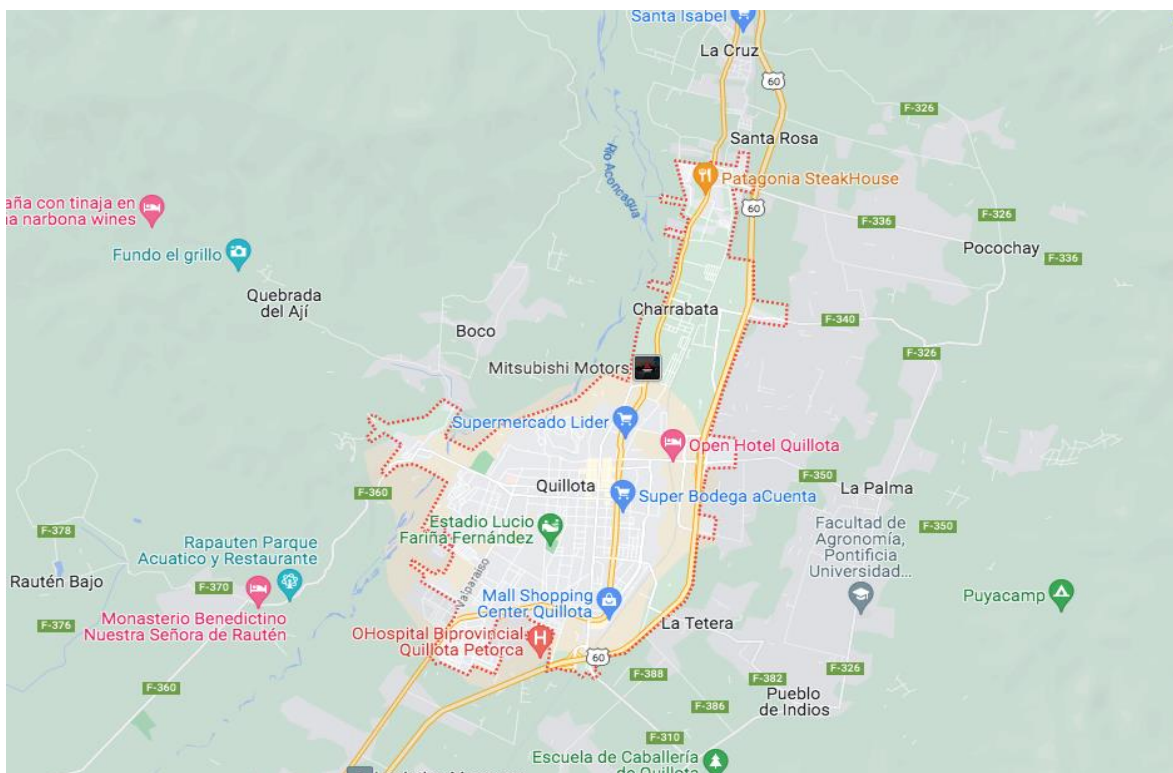 Santa Isabel
La Cruz
60
F-326
Santa Rosa
Río Aconcagua
Patagonia SteakHouse
aña con tinaja en
na narbona wines
60
F-336
F-326
Fundo el grillo
Pocochay
F-336
Quebrada
del Ají
Charrabata
Boco
F-340
F-326
Mitsubishi Motors
Supermercado Lider
Open Hotel Quillota
F-350
Quillota
La Palma
F-360
Super Bodega aCuenta
Estadio Lucio
Fariña Fernández
Facultad de
Agronomía,
Pontificia
Universidad...
F-350
F-378
Rapauten Parque
Acuatico y Restaurante
Rautén Bajo
F-370
Valparaíso
Mall Shopping
Center Quillota
Puyacamp
Monasterio Benedictino
Nuestra Señora de Rautén
F-376
La Tetera
OHospital Biprovincial
Quillota Petorca
60
F-388
F-382
F-326
F-360
F-386
Pueblo
de Indios
F-310
Escuela de Caballería
de Quillota